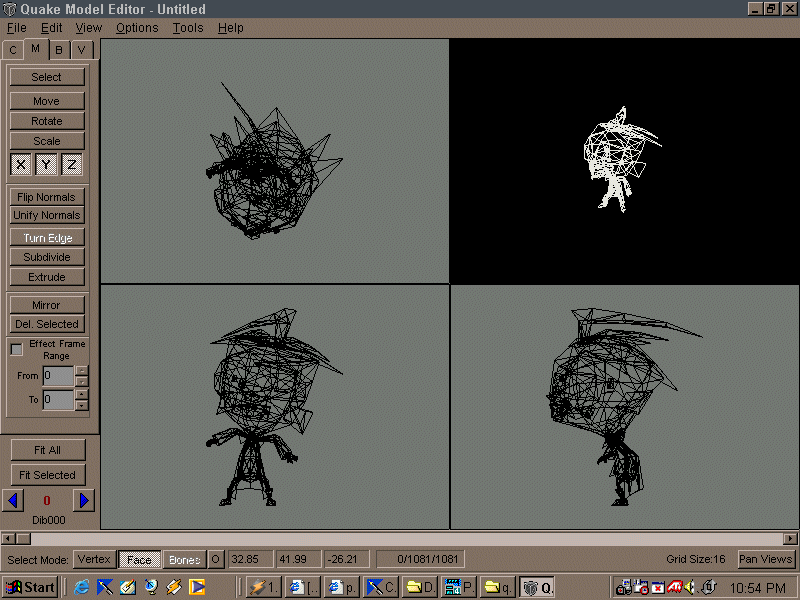 Quake Model Editor - Untitled
File Edit View Options Tools Help
C M B V
Select
Move
Rotate
Scale
X Y Z
Flip Normals
Unify Normals
Turn Edge
Subdivide
Extrude
Mirror
Del. Selected
Effect Frame
Range
From 0
To 0
Fit All
Fit Selected
0
Dib000
Select Mode: Vertex Face Bones O 32.85 41.99 -26.21 0/1081/1081 Grid Size:16 Pan Views
Start 1. [.. p. C. D. P. q. Q. 10:54 PM